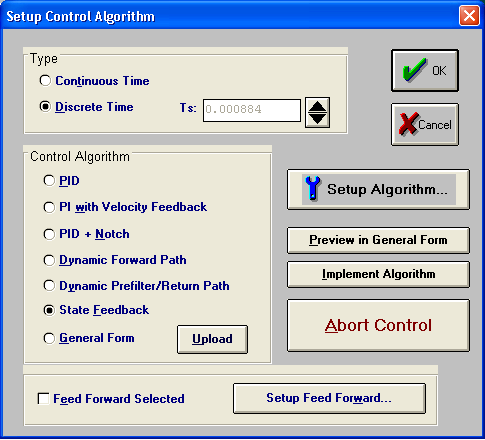 Setup Control Algorithm
Type
Continuous Time
Discrete Time
Ts: 0.000884
OK
Cancel
Control Algorithm
PID
PI with Velocity Feedback
PID + Notch
Dynamic Forward Path
Dynamic Prefilter/Return Path
State Feedback
General Form
Upload
Setup Algorithm...
Preview in General Form
Implement Algorithm
Abort Control
Feed Forward Selected
Setup Feed Forward...